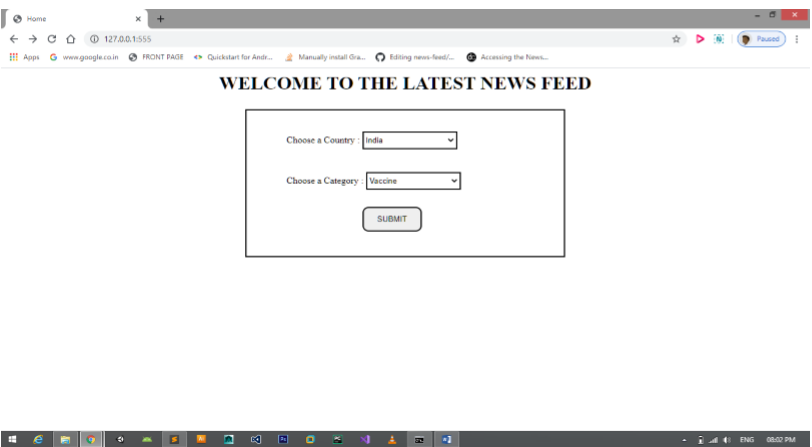 Home
127.0.0.1:555
Paused
Apps www.google.co.in FRONT PAGE Quickstart for Andr... Manually install Gra... Editing news-feed/... Accessing the News...
WELCOME TO THE LATEST NEWS FEED
Choose a Country : India
Choose a Category : Vaccine
SUBMIT
ENG 08:02 PM